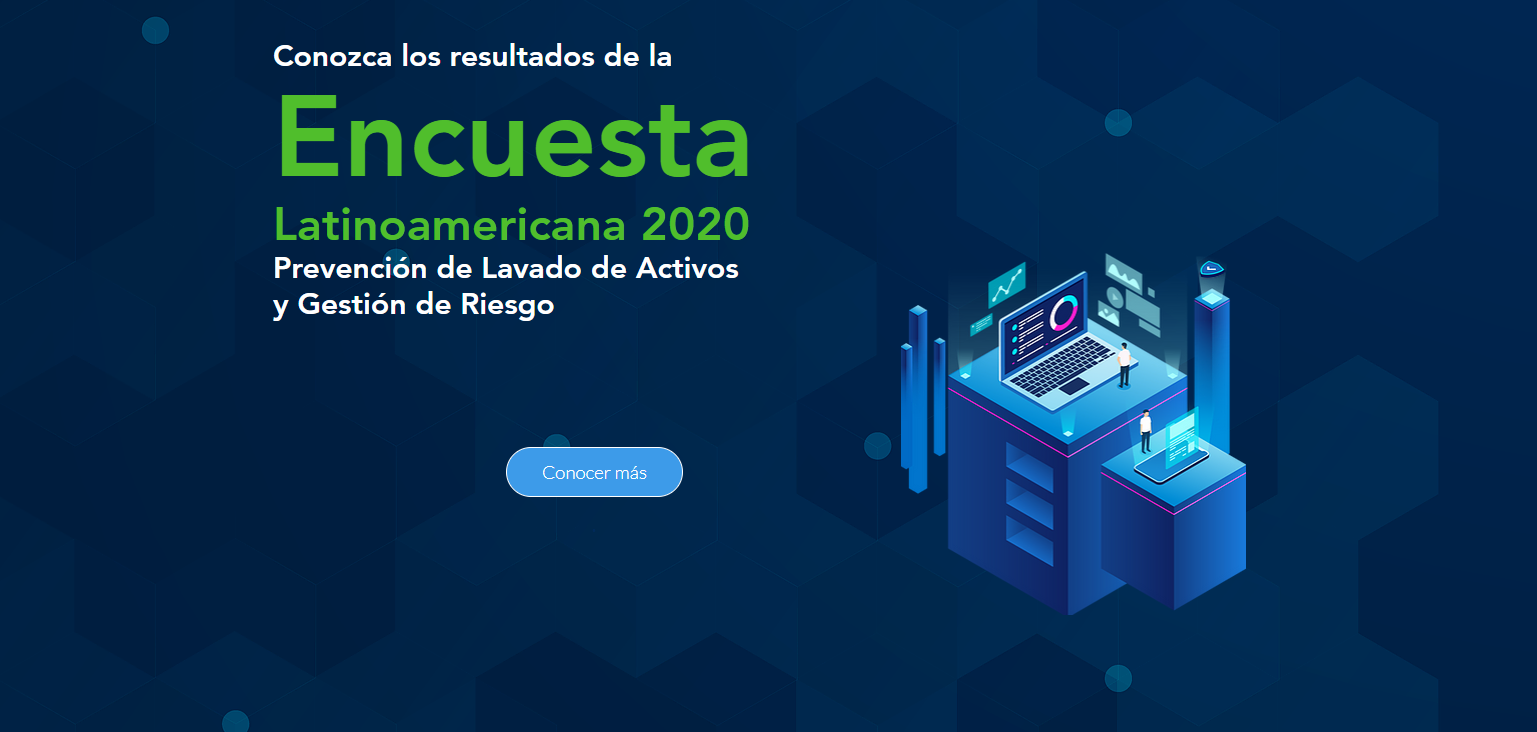 Conozca los resultados de la
Encuesta
Latinoamericana 2020
Prevención de Lavado de Activos
y Gestión de Riesgo
Conocer más